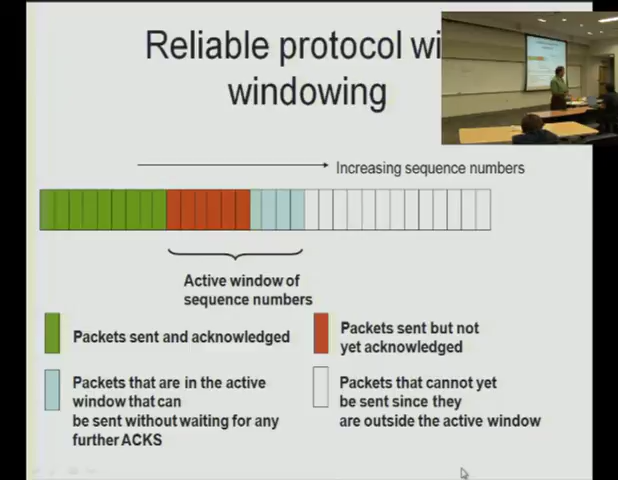 Reliable protocol wi
windowing
Increasing sequence numbers
Active window of
sequence numbers
Packets sent and acknowledged
Packets sent but not
yet acknowledged
Packets that are in the active
window that can
be sent without waiting for any
further ACKS
Packets that cannot yet
be sent since they
are outside the active window